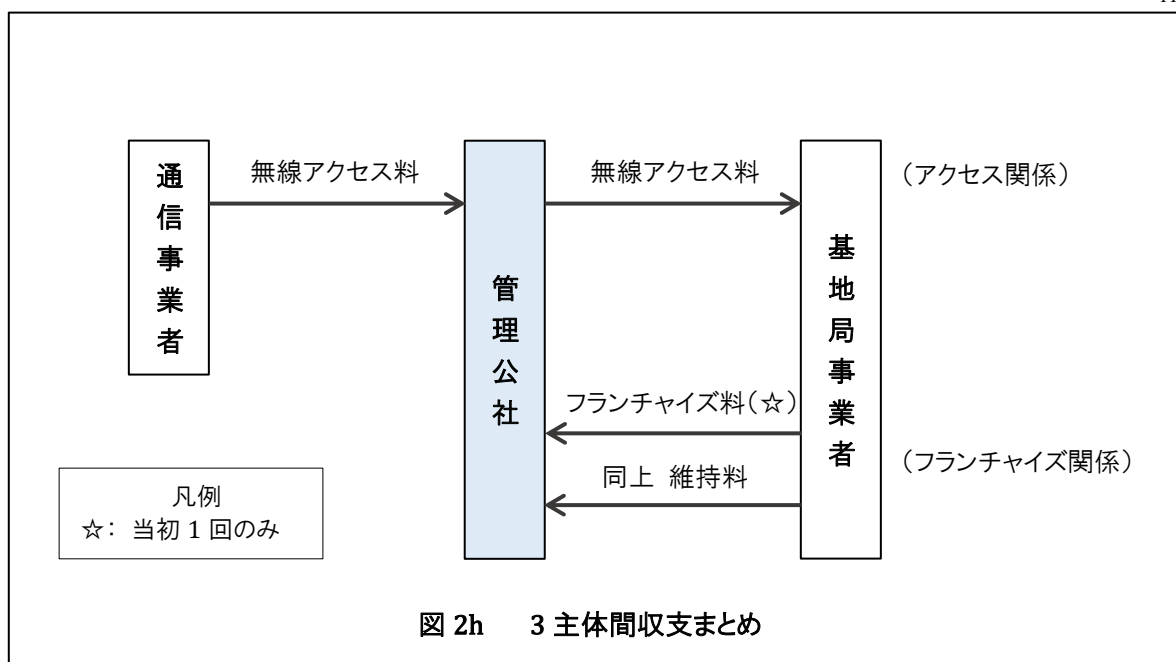 通信事業者
無線アクセス料
管理公社
無線アクセス料
基地局事業者
（アクセス関係）
フランチャイズ料（☆）
同上 維持料
（フランチャイズ関係）
凡例
☆： 当初 1 回のみ
図 2h 3 主体間収支まとめ